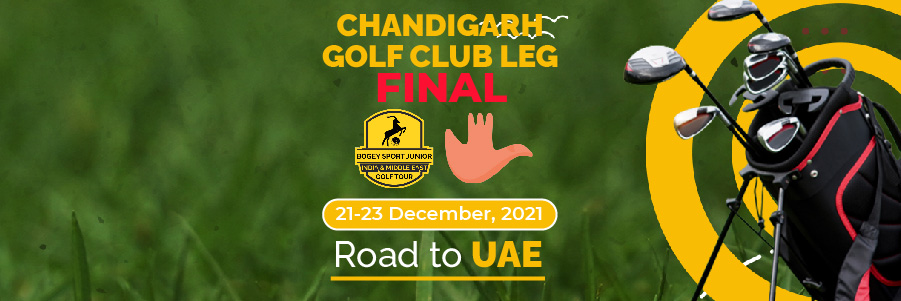 CHANDIGARH
GOLF CLUB LEG
FINAL
BOGEY SPORT JUNIOR
INDIA & MIDDLE EAST
GOLF TOUR
21-23 December, 2021
Road to UAE